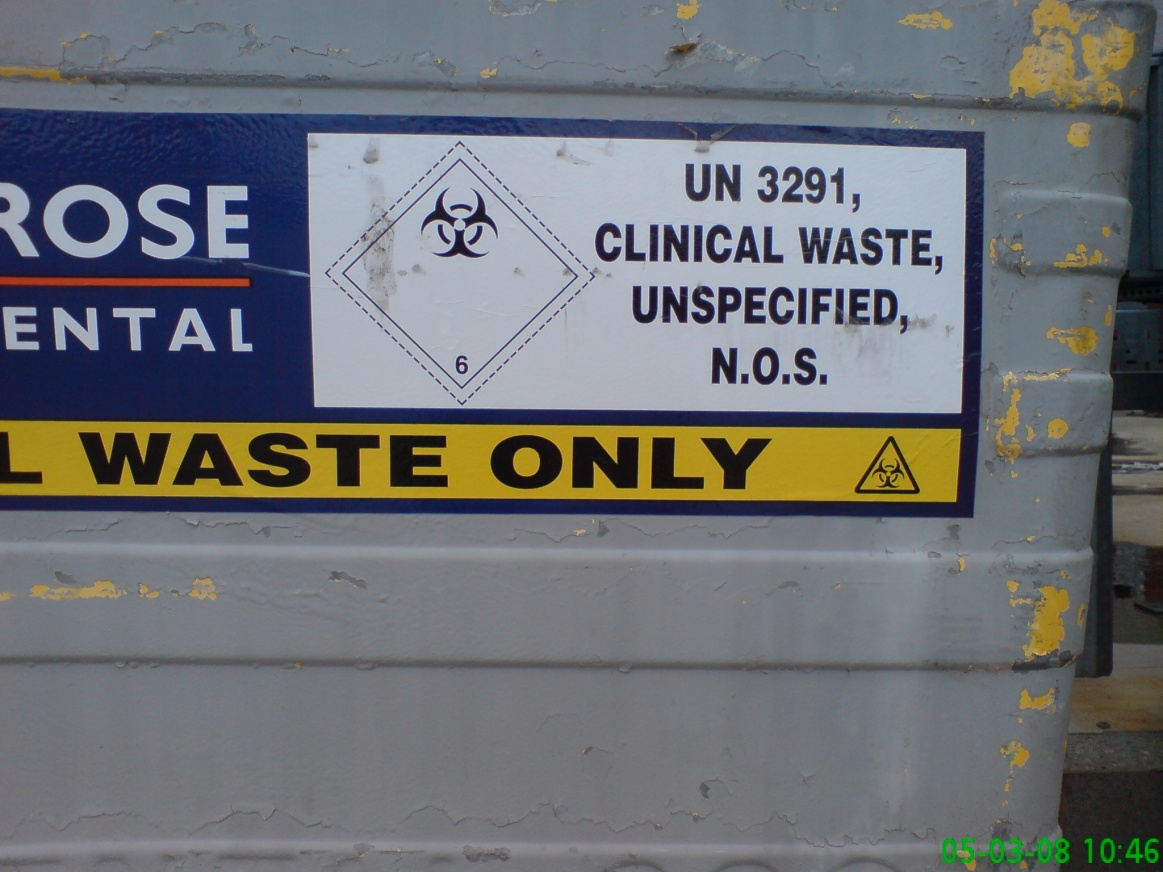 ROSE
ENTAL
UN 3291,
CLINICAL WASTE,
UNSPECIFIED,
N.O.S.
6
L WASTE ONLY
05-03-08 10:46